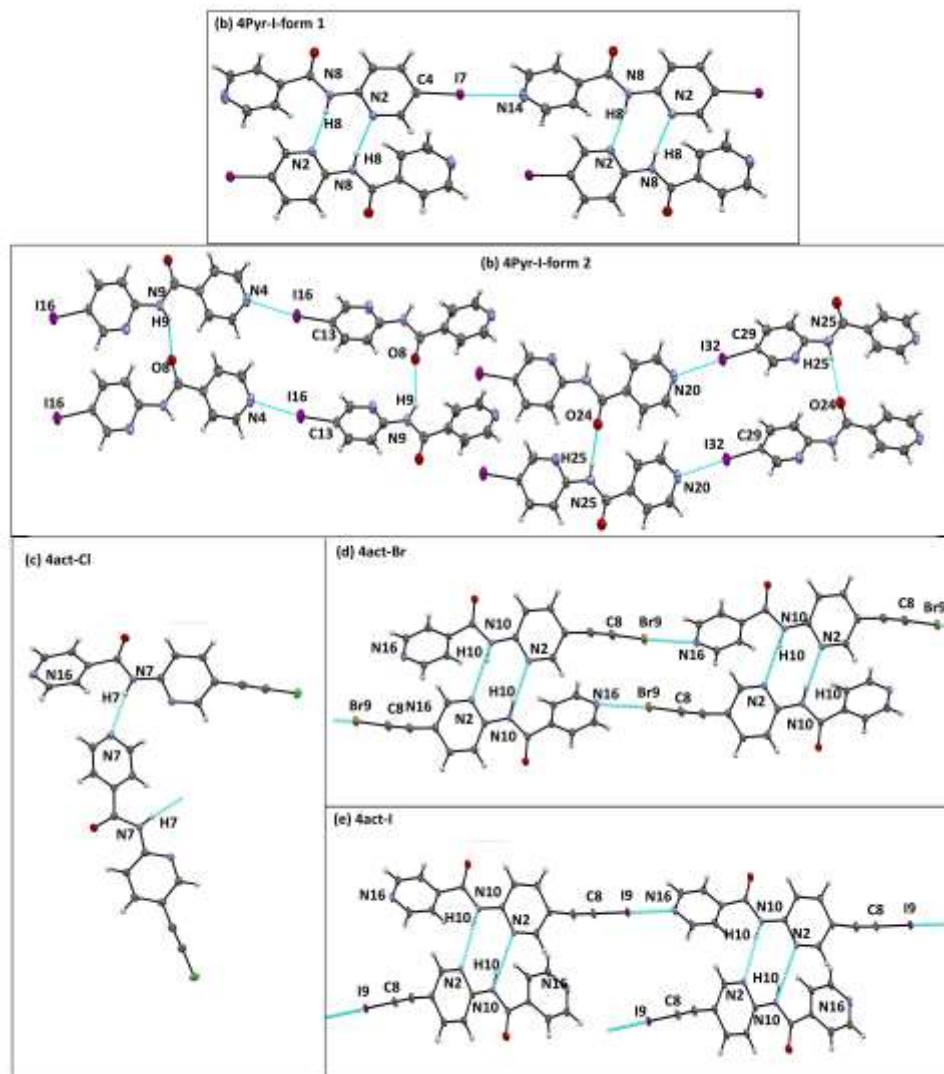 (b) 4Pyr-I-form 1
N8 C4 I7 N8
N2 N14 N2
H8 H8
N2 H8 N2 H8
N8 N8
(b) 4Pyr-I-form 2
N9 N4 I16
H9 C13
O8 O8
I16 I16 H9
N4 C13 N9
N25
C29
I32 H25
N20
O24 O24
H25 I32 C29
N25 N20
(c) 4act-Cl
N16 N7
H7
N7
N7 H7
(d) 4act-Br
N10 C8 Br9 N10 C8 Br9
N16 H10 N2 N16 H10 N2
Br9 C8 N16 N2 H10 N16 Br9 C8 N2 H10
N10 N10
(e) 4act-I
N16 N10 C8 I9 N16 N10 C8 I9
H10 N2 H10 N2
I9 C8 N2 H10 N16 I9 C8 N2 H10 N16
N10 N10